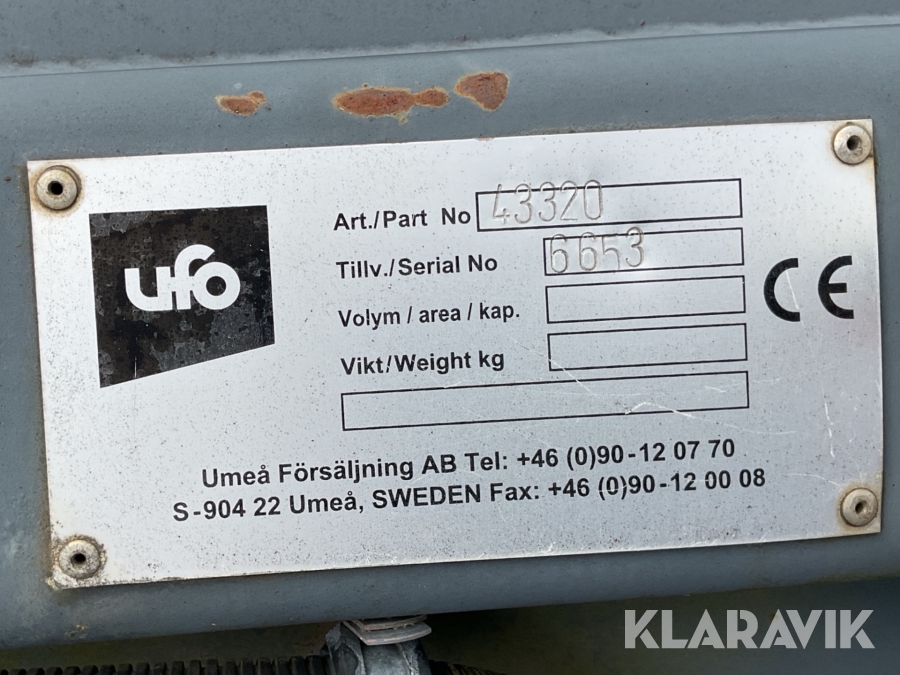 ufo
Art./Part No 43320
Tillv./Serial No 6653
Volym / area / kap.
Vikt/Weight kg
CE
Umeå Försäljning AB Tel: +46 (0)90-12 07 70
S-904 22 Umeå, SWEDEN Fax: +46 (0)90-12 00 08
KLARAVIK